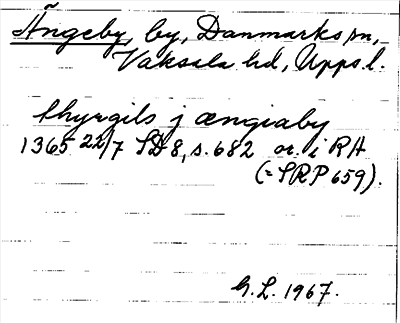 Ängeby, by, Danmarks sn,
Vaksala hd, Upps. l.
thyrgils j ængiaby
1365 22/7 SD 8, s. 682 or. i RA
(= SRP 659).
G. L. 1967.